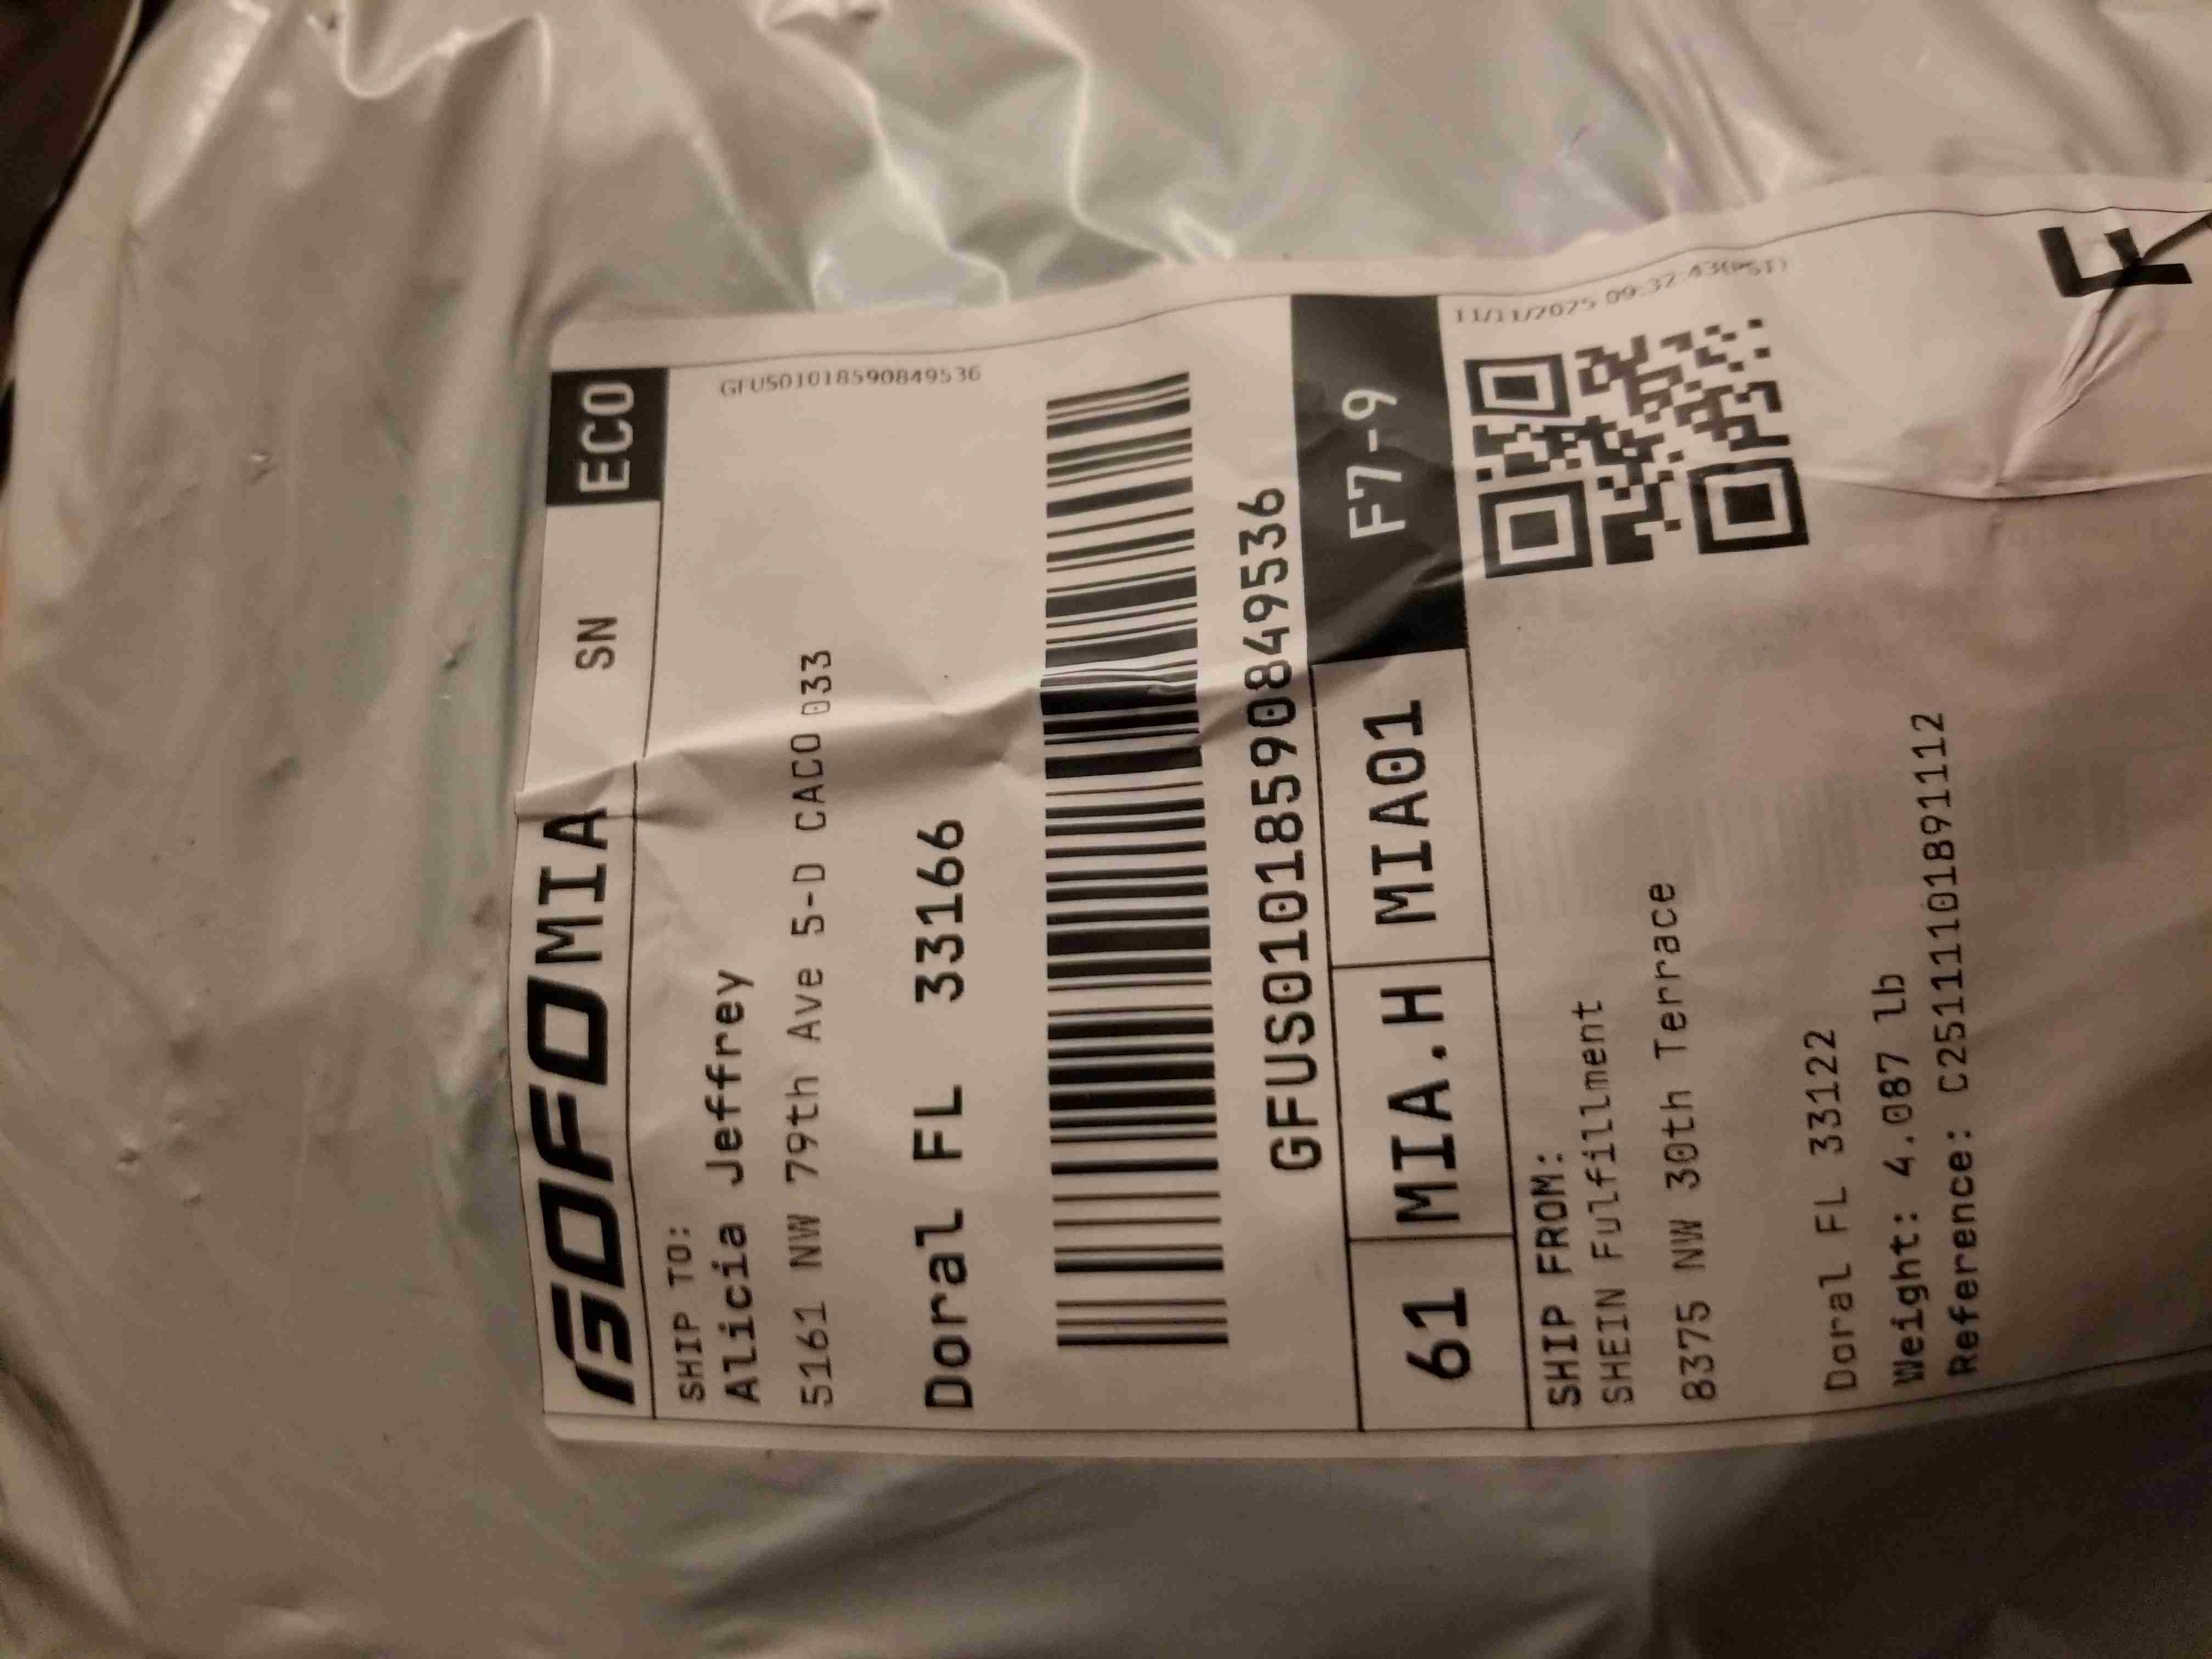 GOFO MIA SN ECO
GFUS01018590849536
SHIP TO:
Alicia Jeffrey
5161 NW 79th Ave 5-D CACO 033
Doral FL 33166
GFUS01018590849536
61 MIA.H MIA01 F7-9
11/11/2025 09:32:43(PST)
SHIP FROM:
SHEIN Fulfillment
8375 NW 30th Terrace
Doral FL 33122
Weight: 4.087 lb
Reference: C25111101891112
F